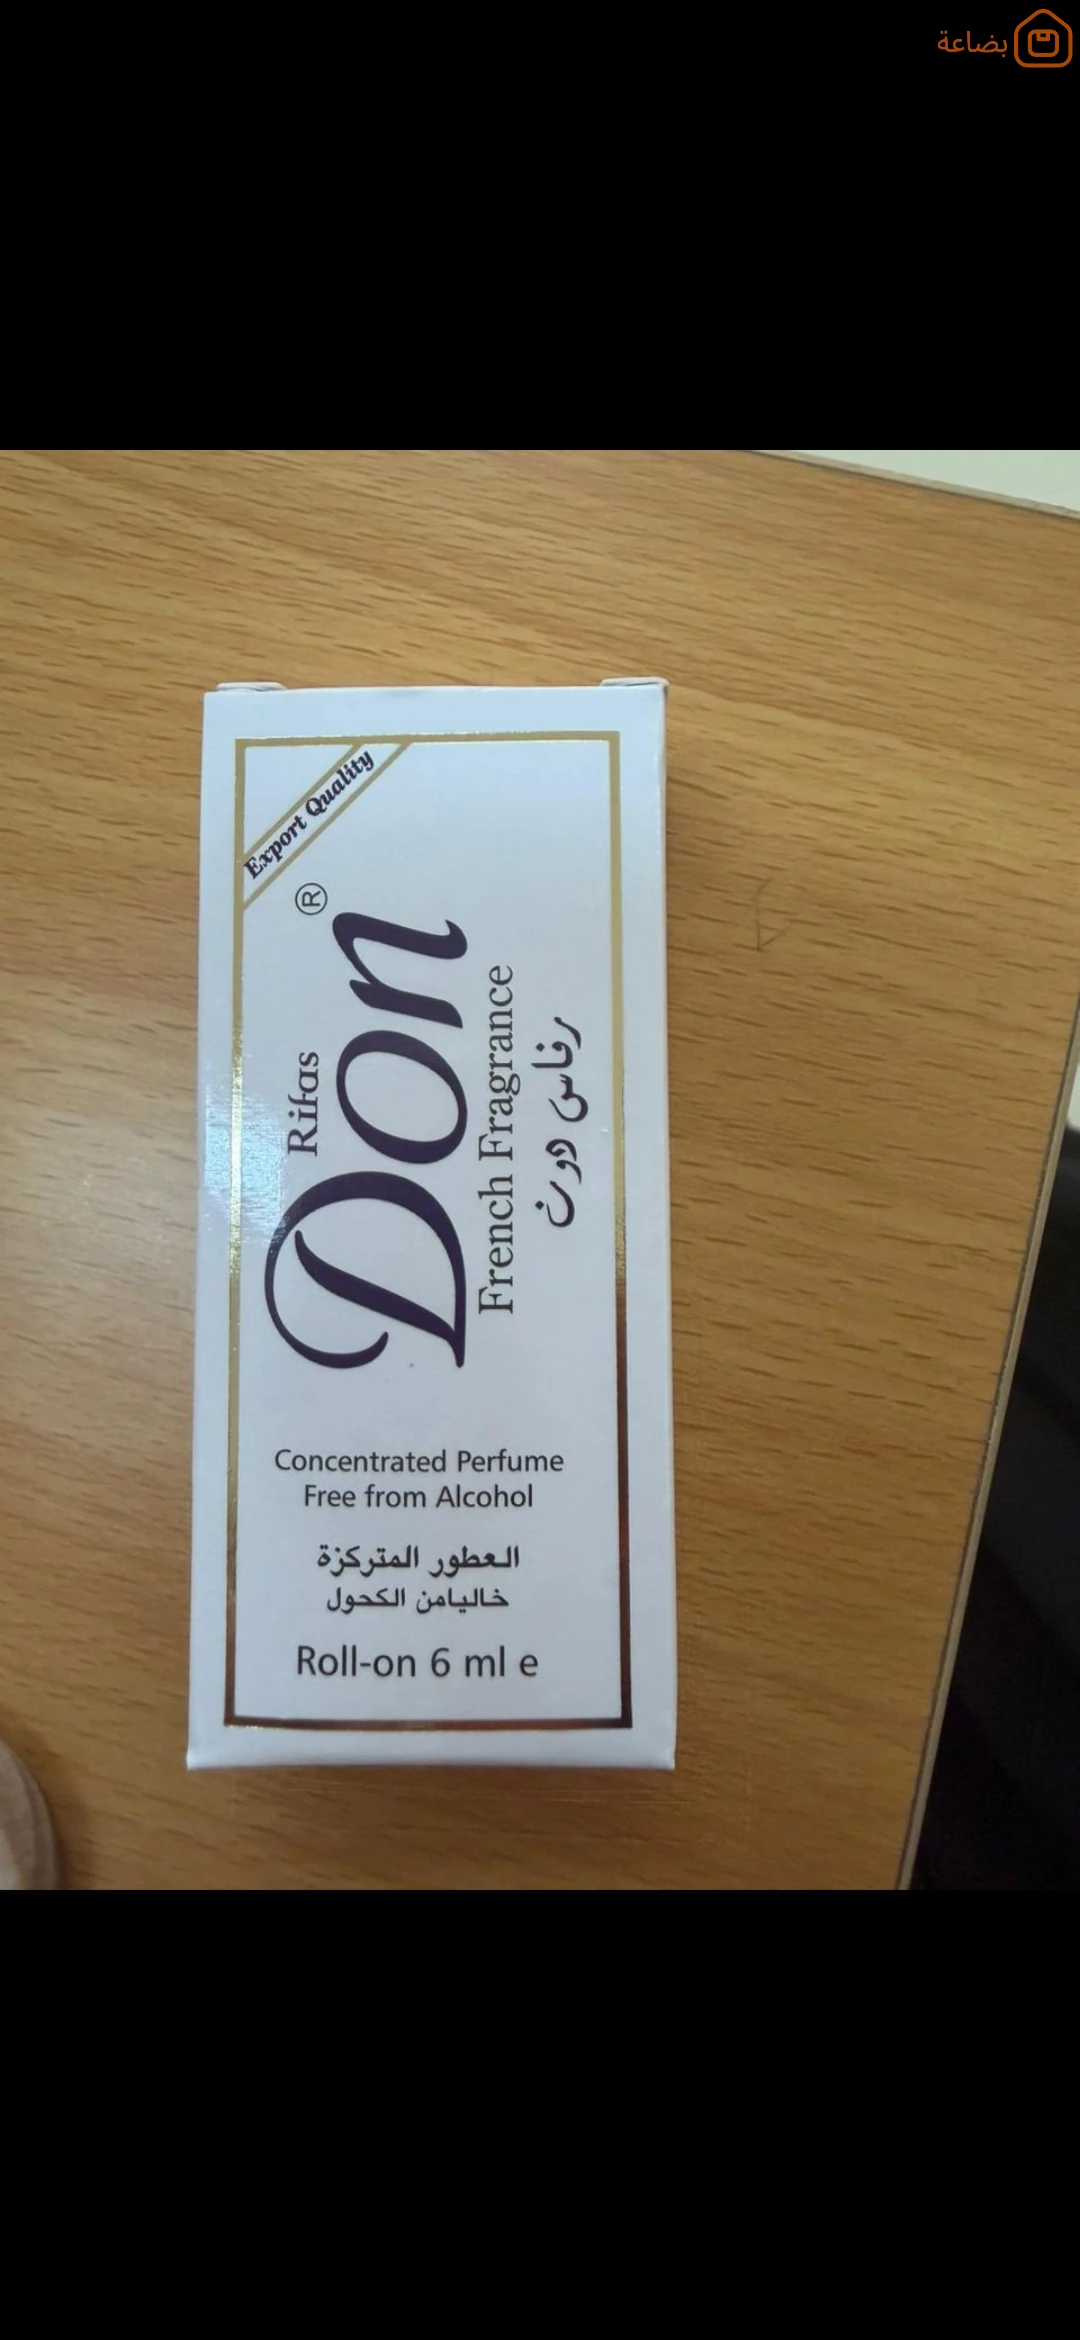 بضاعة
Export Quality
Rifas
Don ®
French Fragrance
رفاس دون
Concentrated Perfume
Free from Alcohol
العطور المتركزة
خاليامن الكحول
Roll-on 6 ml e